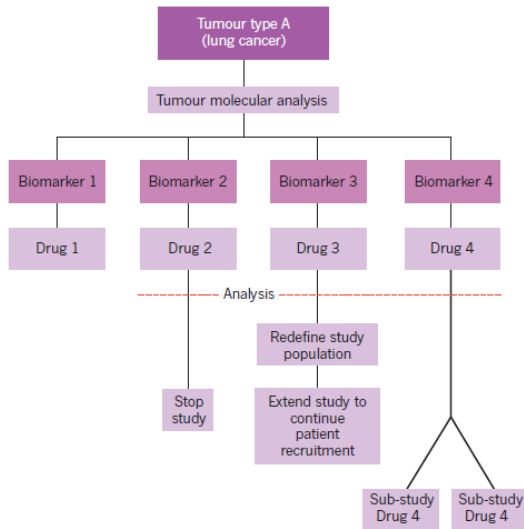 Tumour type A
(lung cancer)
Tumour molecular analysis
Biomarker 1
Biomarker 2
Biomarker 3
Biomarker 4
Drug 1
Drug 2
Drug 3
Drug 4
Analysis
Redefine study
population
Stop
study
Extend study to
continue
patient
recruitment
Sub-study
Drug 4
Sub-study
Drug 4